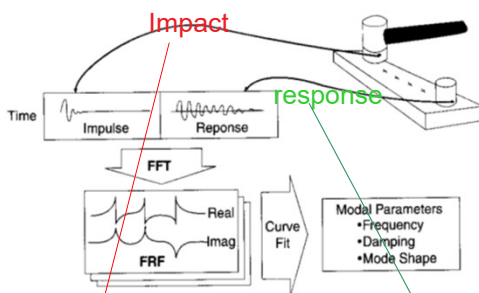 Impact
response
Time
Impulse
Reponse
FFT
Real
Imag
FRF
Curve
Fit
Modal Parameters
•Frequency
•Damping
•Mode Shape